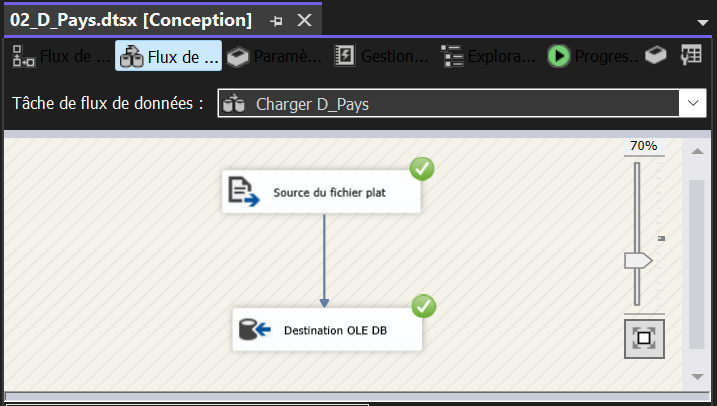 02_D_Pays.dtsx [Conception]
Flux de ... Flux de ... Paramè... Gestion... Explora... Progres...
Tâche de flux de données : Charger D_Pays
70%
Source du fichier plat
Destination OLE DB